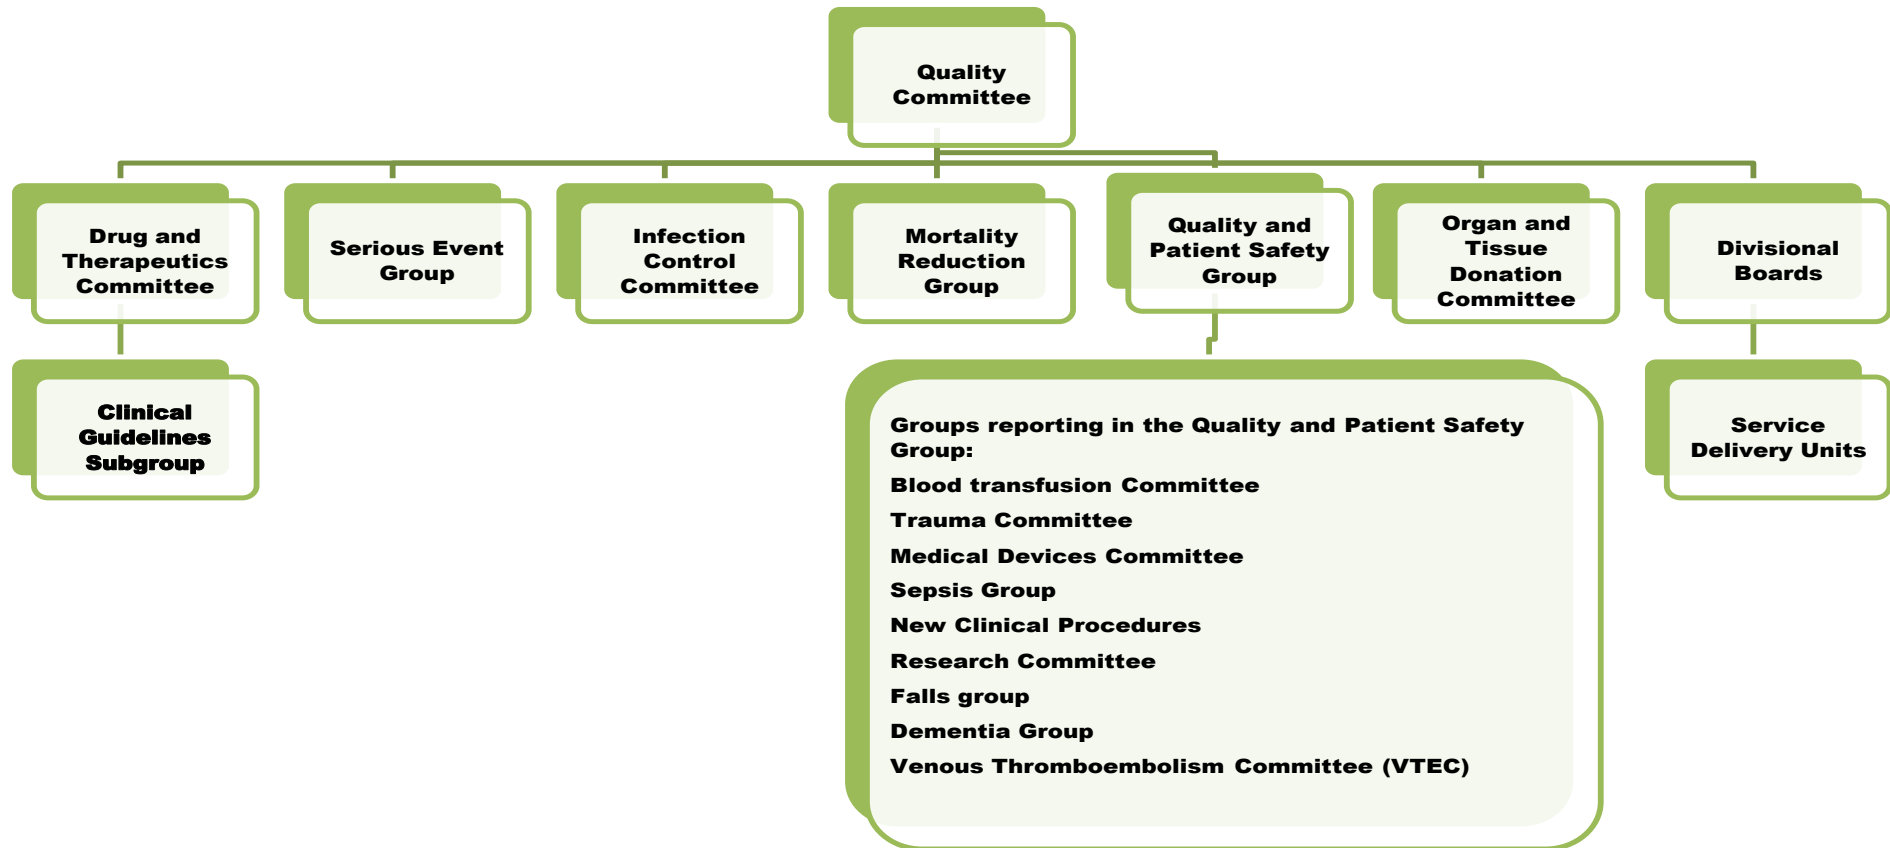 Quality
Committee
Drug and
Therapeutics
Committee
Serious Event
Group
Infection
Control
Committee
Mortality
Reduction
Group
Quality and
Patient Safety
Group
Organ and
Tissue
Donation
Committee
Divisional
Boards
Clinical
Guidelines
Subgroup
Groups reporting in the Quality and Patient Safety
Group:
Blood transfusion Committee
Trauma Committee
Medical Devices Committee
Sepsis Group
New Clinical Procedures
Research Committee
Falls group
Dementia Group
Venous Thromboembolism Committee (VTEC)
Service
Delivery Units